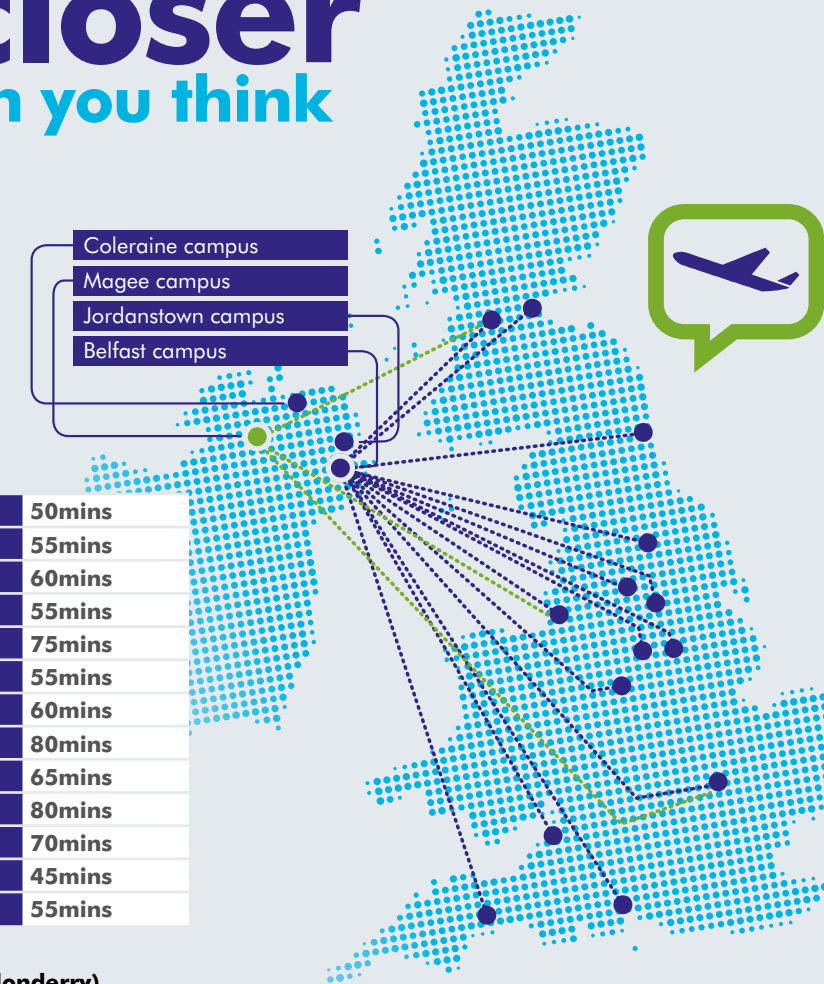 closer
you think
Coleraine campus
Magee campus
Jordanstown campus
Belfast campus
50mins
55mins
60mins
55mins
75mins
55mins
60mins
80mins
65mins
80mins
70mins
45mins
55mins